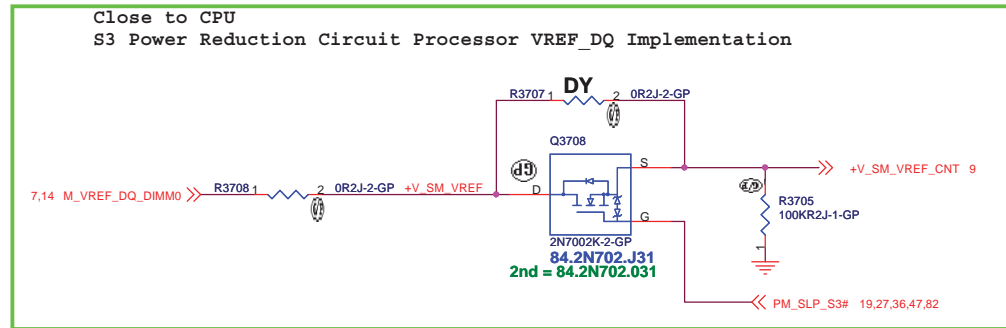 Close to CPU
S3 Power Reduction Circuit Processor VREF_DQ Implementation
DY
R3707 1 2 0R2J-2-GP
Q3708
GP
S
+V_SM_VREF_CNT 9
7,14 M_VREF_DQ_DIMM0
R3708 1 2 0R2J-2-GP +V_SM_VREF
D
R3705
100KR2J-1-GP
G
1
2N7002K-2-GP
84.2N702.J31
2nd = 84.2N702.031
PM_SLP_S3# 19,27,36,47,82